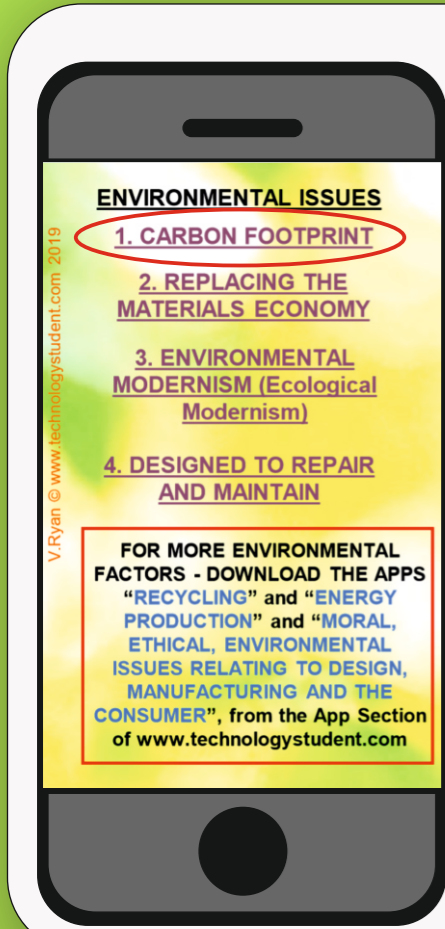 ENVIRONMENTAL ISSUES
1. CARBON FOOTPRINT
2. REPLACING THE
MATERIALS ECONOMY
3. ENVIRONMENTAL
MODERNISM (Ecological
Modernism)
4. DESIGNED TO REPAIR
AND MAINTAIN
FOR MORE ENVIRONMENTAL
FACTORS - DOWNLOAD THE APPS
“RECYCLING” and “ENERGY
PRODUCTION” and “MORAL,
ETHICAL, ENVIRONMENTAL
ISSUES RELATING TO DESIGN,
MANUFACTURING AND THE
CONSUMER”, from the App Section
of www.technologystudent.com
V.Ryan © www.technologystudent.com 2019